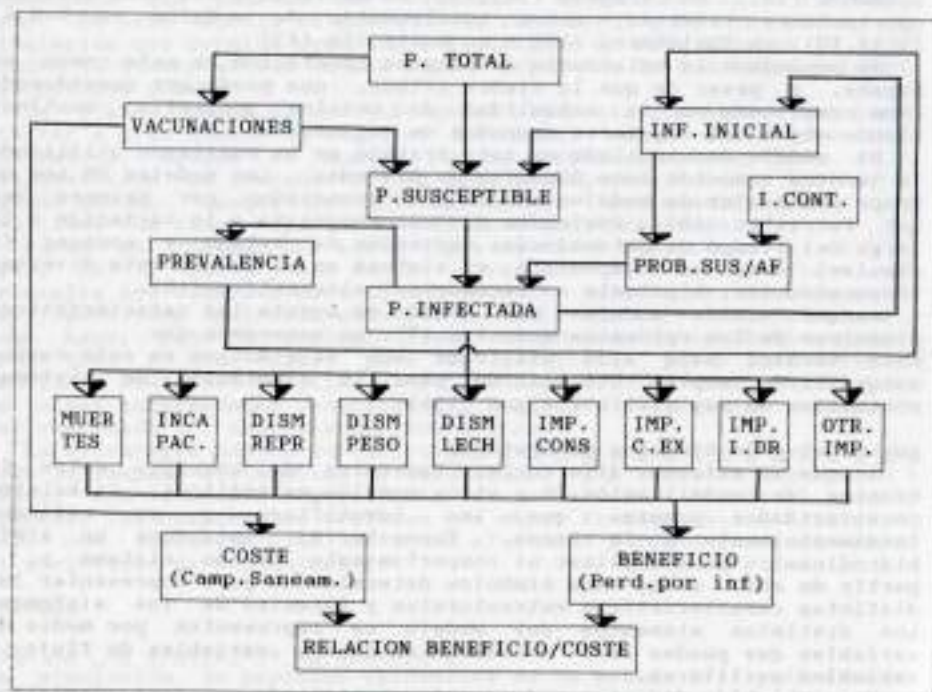 P. TOTAL
VACUNACIONES
INF.INICIAL
P.SUSCEPTIBLE
I.CONT.
PREVALENCIA
PROB.SUS/AF
P.INFECTADA
MUER
TES
INCA
PAC.
DISM
REPR
DISM
PESO
DISM
LECH
IMP.
CONS
IMP.
C.EX
IMP.
I.DR
OTR.
IMP.
COSTE
(Camp.Saneam.)
BENEFICIO
(Perd.por inf)
RELACION BENEFICIO/COSTE